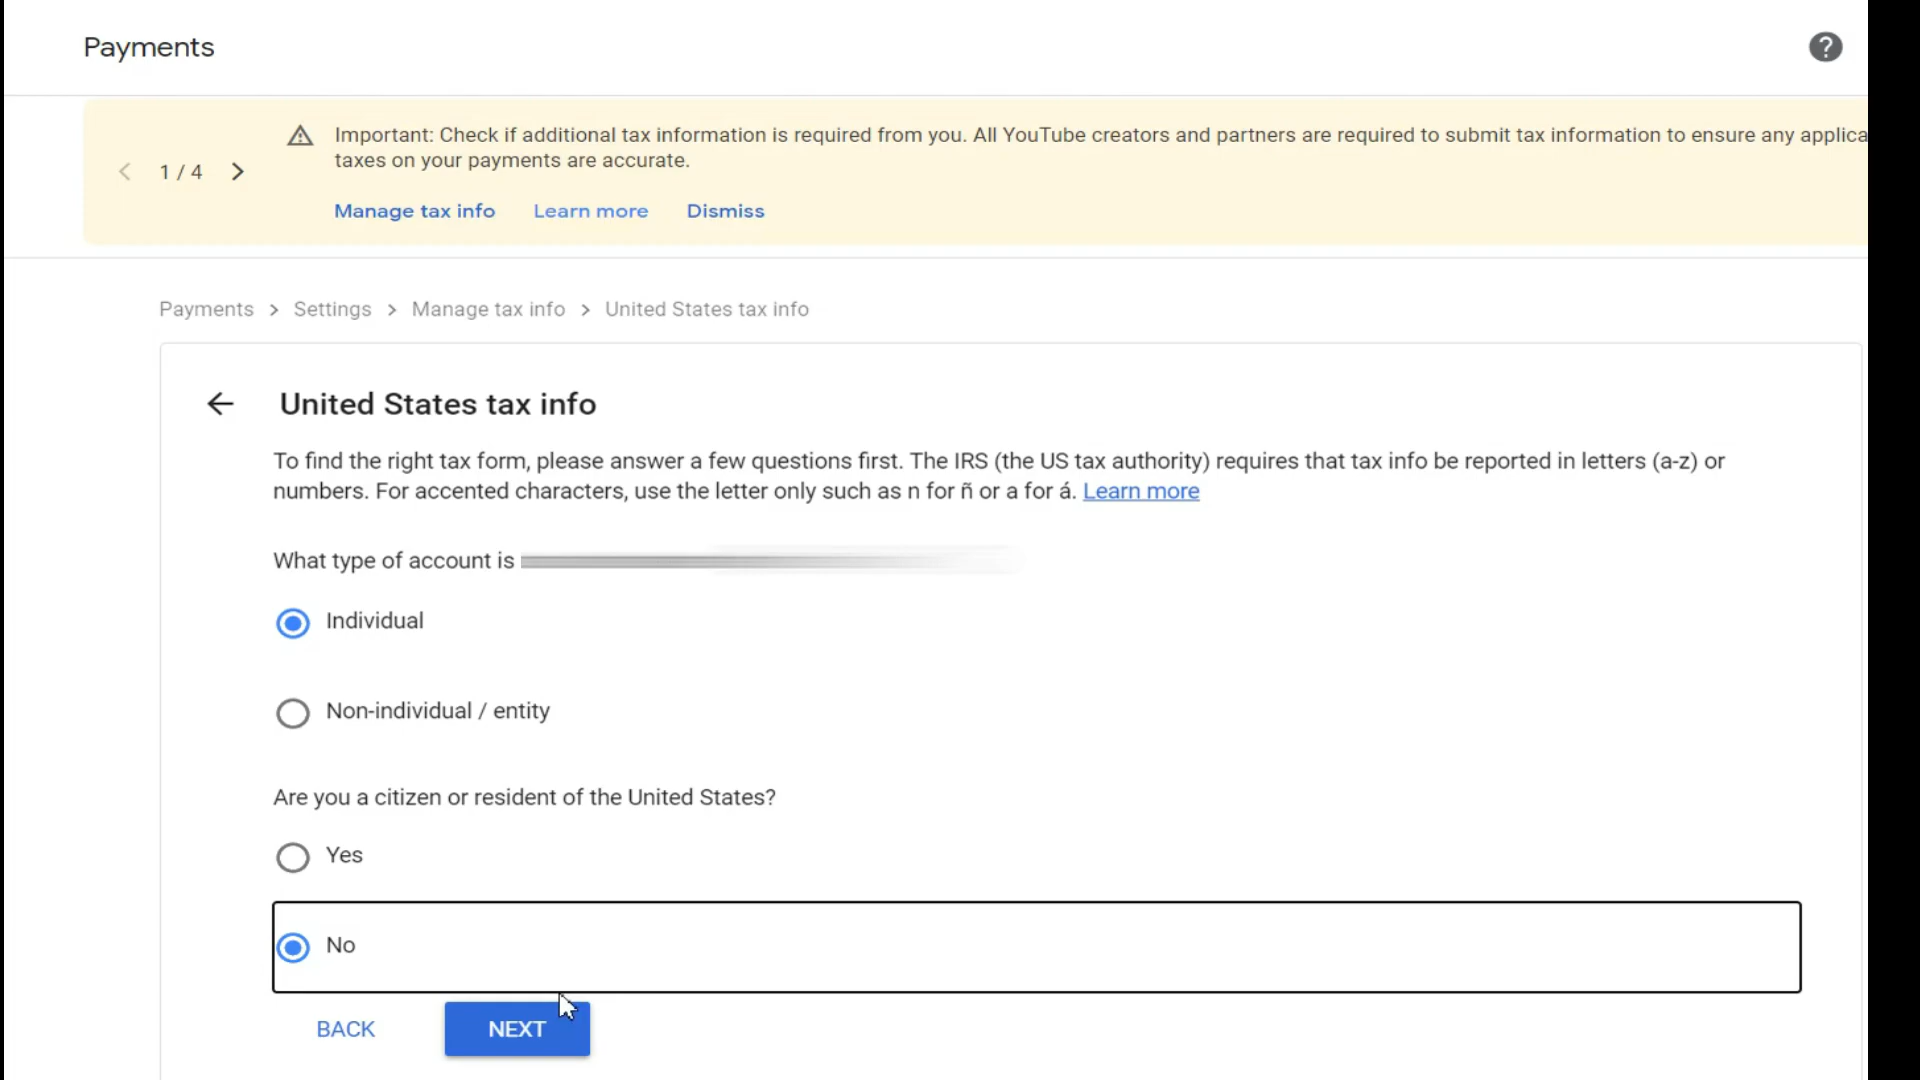 Payments
?
Important: Check if additional tax information is required from you. All YouTube creators and partners are required to submit tax information to ensure any applica
taxes on your payments are accurate.
1 / 4
Manage tax info Learn more Dismiss
Payments > Settings > Manage tax info > United States tax info
United States tax info
To find the right tax form, please answer a few questions first. The IRS (the US tax authority) requires that tax info be reported in letters (a-z) or
numbers. For accented characters, use the letter only such as n for ñ or a for á. Learn more
What type of account is
Individual
Non-individual / entity
Are you a citizen or resident of the United States?
Yes
No
BACK NEXT